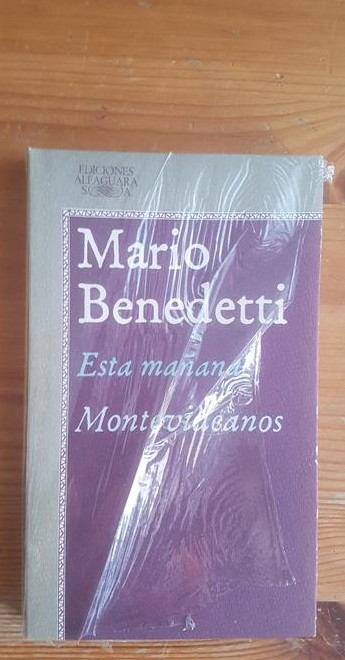 EDICIONES
ALFAGUARA
S.A
Mario
Benedetti
Esta mañana
Montevideanos